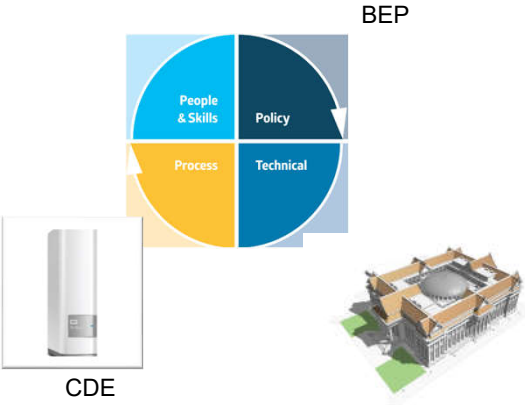 BEP
People
& Skills
Policy
Process
Technical
CDE